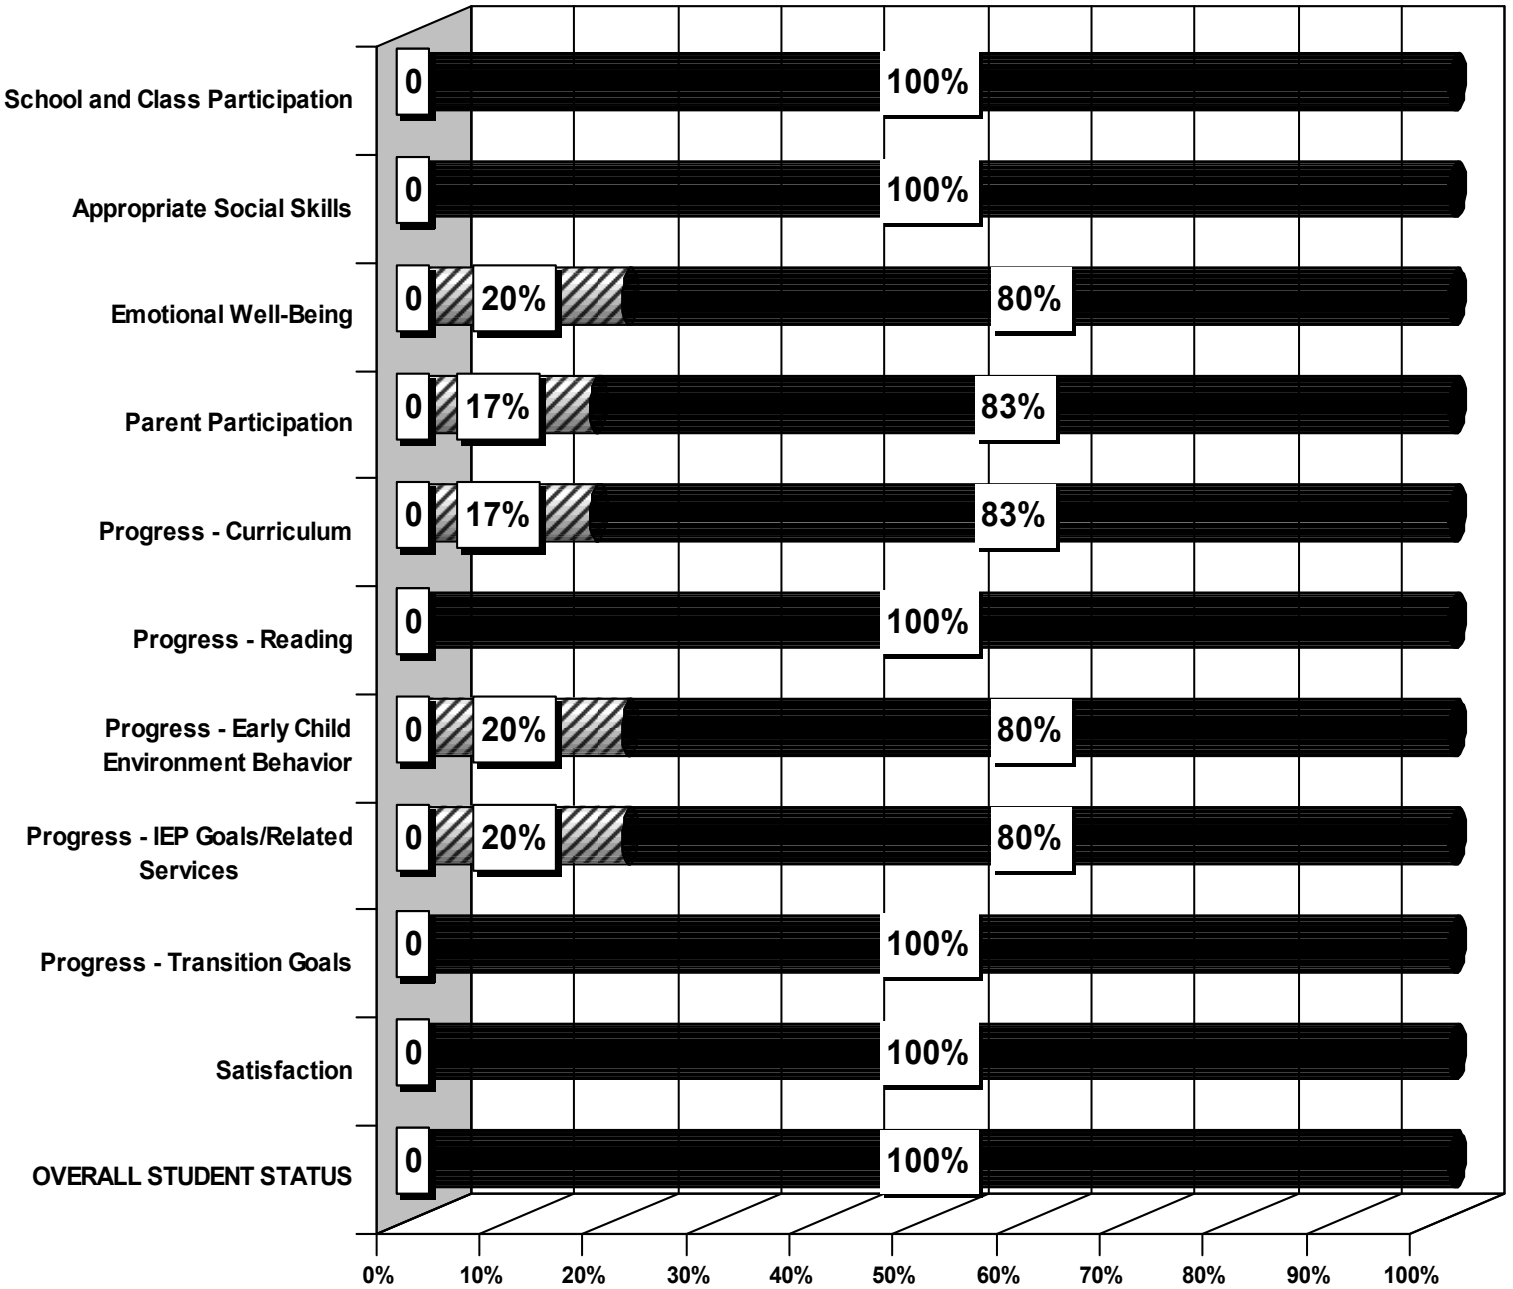 School and Class Participation 0 100%
Appropriate Social Skills 0 100%
Emotional Well-Being 0 20% 80%
Parent Participation 0 17% 83%
Progress - Curriculum 0 17% 83%
Progress - Reading 0 100%
Progress - Early Child
Environment Behavior 0 20% 80%
Progress - IEP Goals/Related
Services 0 20% 80%
Progress - Transition Goals 0 100%
Satisfaction 0 100%
OVERALL STUDENT STATUS 0 100%
0% 10% 20% 30% 40% 50% 60% 70% 80% 90% 100%